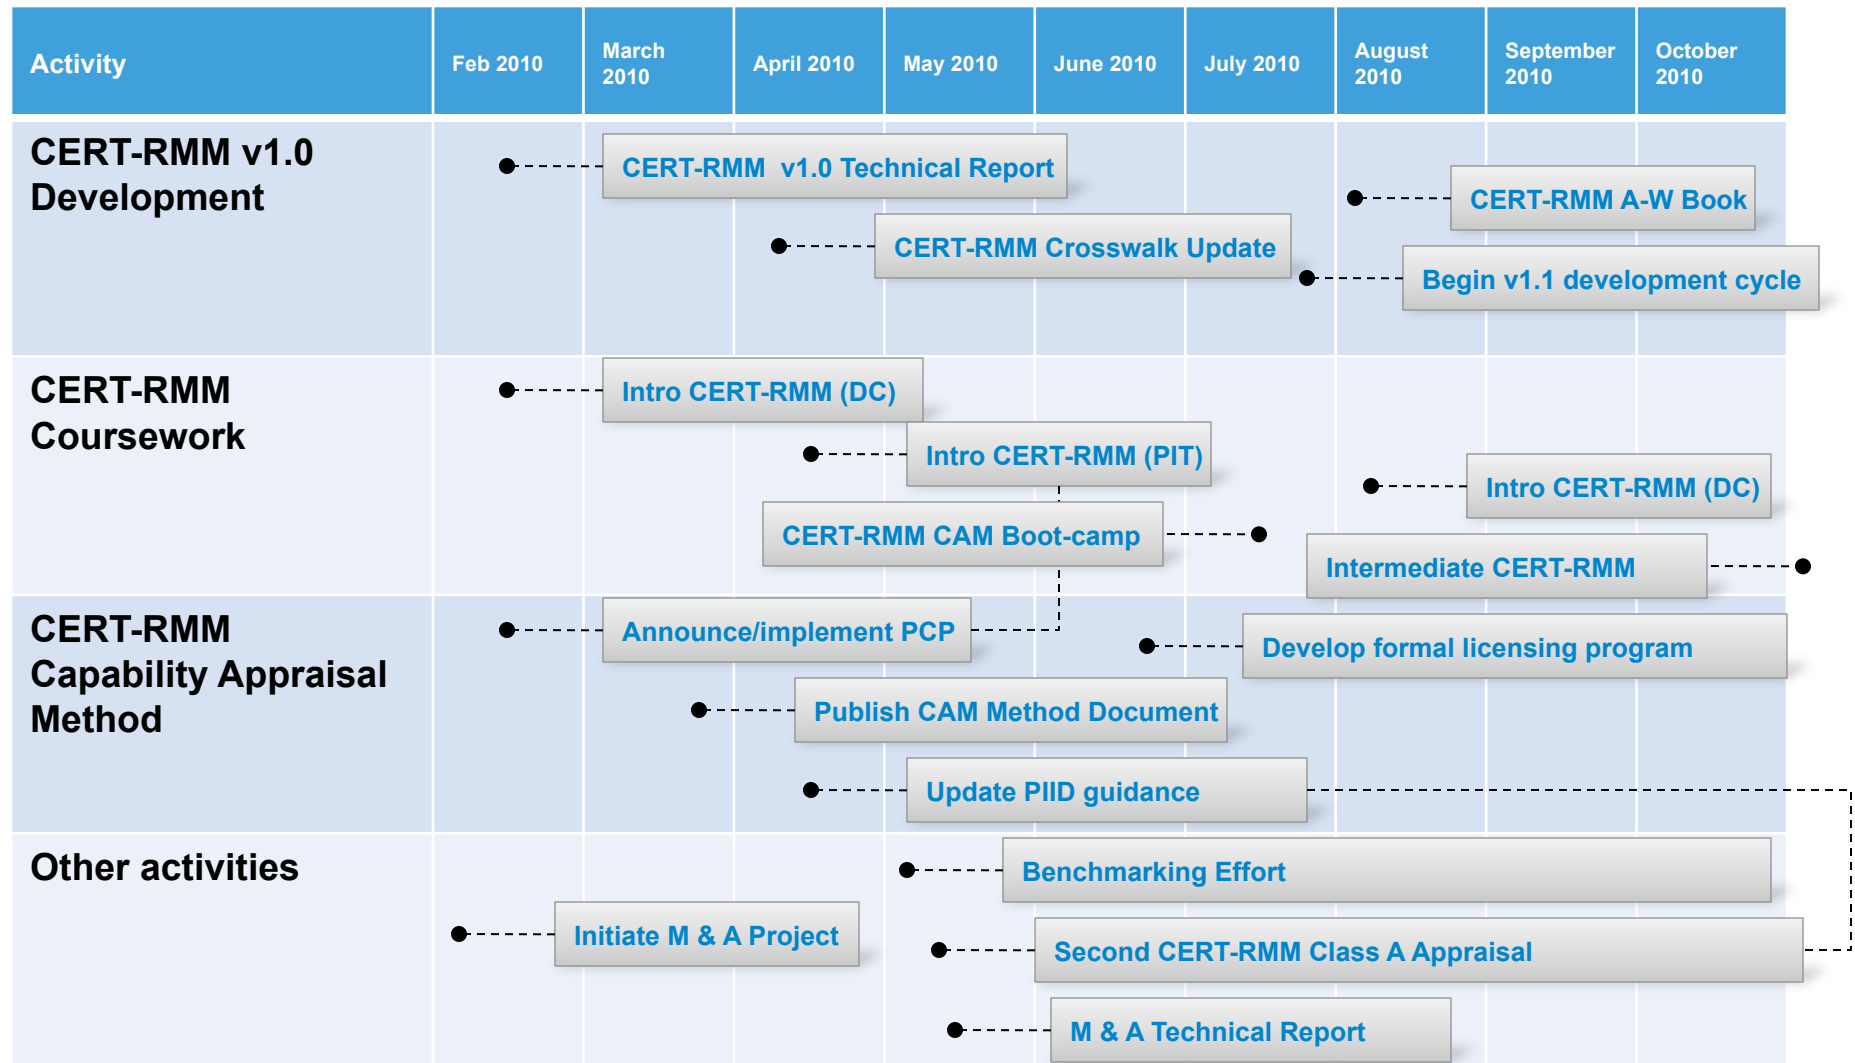 Activity
Feb 2010
March
2010
April 2010
May 2010
June 2010
July 2010
August
2010
September
2010
October
2010
CERT-RMM v1.0
Development
CERT-RMM v1.0 Technical Report
CERT-RMM A-W Book
CERT-RMM Crosswalk Update
Begin v1.1 development cycle
CERT-RMM
Coursework
Intro CERT-RMM (DC)
Intro CERT-RMM (PIT)
Intro CERT-RMM (DC)
CERT-RMM CAM Boot-camp
Intermediate CERT-RMM
CERT-RMM
Capability Appraisal
Method
Announce/implement PCP
Develop formal licensing program
Publish CAM Method Document
Update PIID guidance
Other activities
Benchmarking Effort
Initiate M & A Project
Second CERT-RMM Class A Appraisal
M & A Technical Report